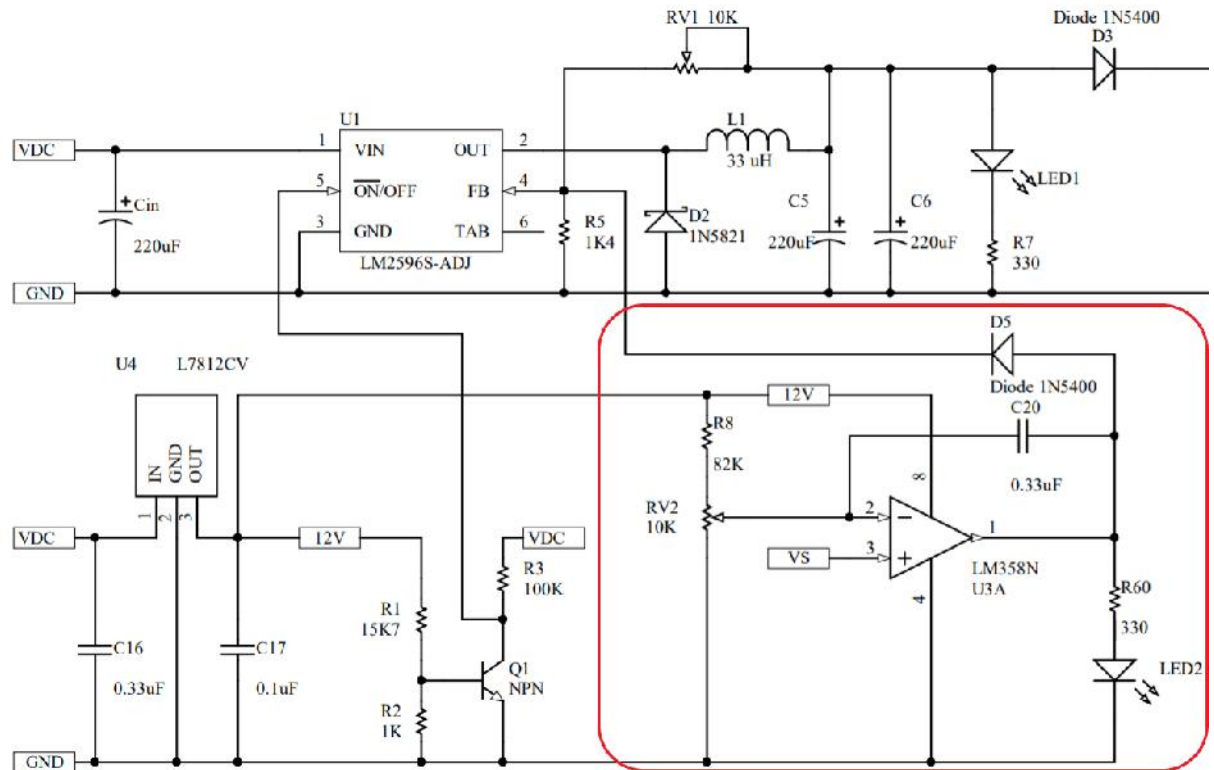 RV1 10K
Diode 1N5400
D3
U1
L1
VDC
1
VIN
OUT
2
33 uH
5
ON/OFF
FB
4
LED1
Cin
3
GND
TAB
6
R5
D2
C5
C6
220uF
1K4
1N5821
220uF
220uF
R7
330
LM2596S-ADJ
GND
D5
U4
L7812CV
Diode 1N5400
12V
C20
R8
82K
0.33uF
IN
GND
OUT
8
RV2
10K
2
1
2
3
VDC
12V
VDC
1
VS
3
LM358N
U3A
R3
100K
4
R60
330
R1
15K7
C16
C17
0.33uF
0.1uF
Q1
NPN
LED2
R2
1K
GND